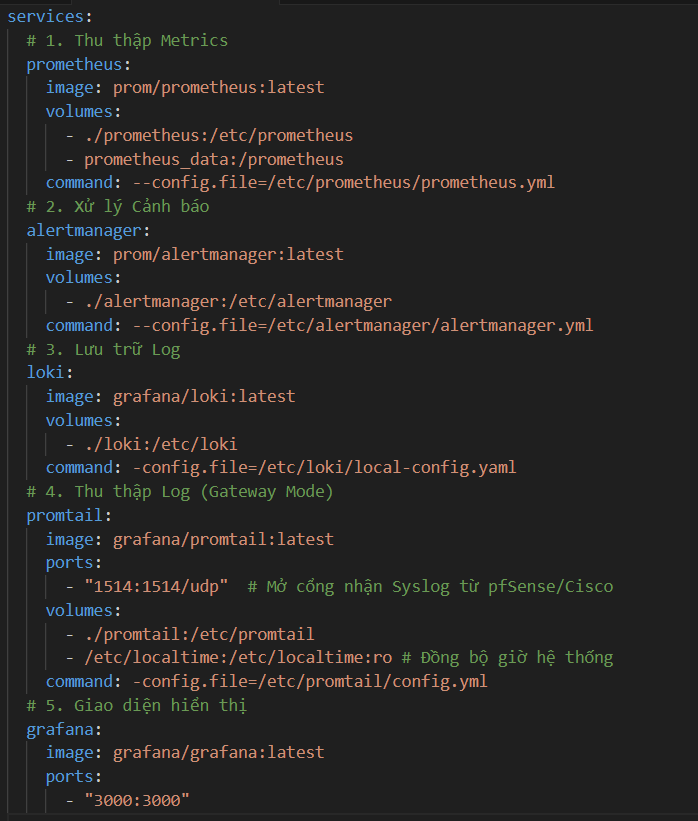 services:
  # 1. Thu thập Metrics
  prometheus:
    image: prom/prometheus:latest
    volumes:
      - ./prometheus:/etc/prometheus
      - prometheus_data:/prometheus
    command: --config.file=/etc/prometheus/prometheus.yml
  # 2. Xử lý Cảnh báo
  alertmanager:
    image: prom/alertmanager:latest
    volumes:
      - ./alertmanager:/etc/alertmanager
    command: --config.file=/etc/alertmanager/alertmanager.yml
  # 3. Lưu trữ Log
  loki:
    image: grafana/loki:latest
    volumes:
      - ./loki:/etc/loki
    command: -config.file=/etc/loki/local-config.yaml
  # 4. Thu thập Log (Gateway Mode)
  promtail:
    image: grafana/promtail:latest
    ports:
      - "1514:1514/udp"  # Mở cổng nhận Syslog từ pfSense/Cisco
    volumes:
      - ./promtail:/etc/promtail
      - /etc/localtime:/etc/localtime:ro # Đồng bộ giờ hệ thống
    command: -config.file=/etc/promtail/config.yml
  # 5. Giao diện hiển thị
  grafana:
    image: grafana/grafana:latest
    ports:
      - "3000:3000"